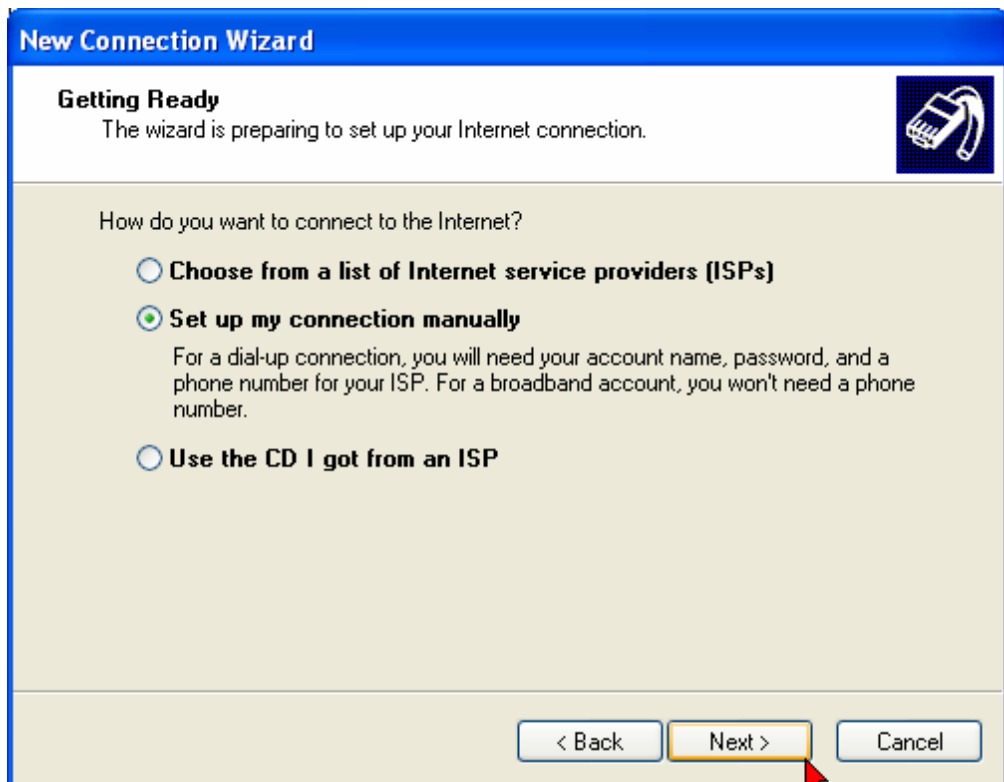 New Connection Wizard
Getting Ready
The wizard is preparing to set up your Internet connection.
How do you want to connect to the Internet?
Choose from a list of Internet service providers (ISPs)
Set up my connection manually
For a dial-up connection, you will need your account name, password, and a
phone number for your ISP. For a broadband account, you won't need a phone
number.
Use the CD I got from an ISP
< Back Next > Cancel